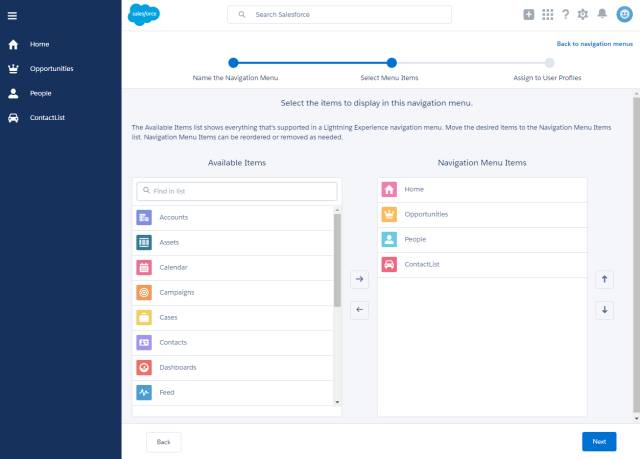 salesforce
Search Salesforce
Home
Opportunities
People
ContactList
Back to navigation menus
Name the Navigation Menu
Select Menu Items
Assign to User Profiles
Select the items to display in this navigation menu.
The Available Items list shows everything that's supported in a Lightning Experience navigation menu. Move the desired items to the Navigation Menu Items
list. Navigation Menu Items can be reordered or removed as needed.
Available Items
Find in list
Accounts
Assets
Calendar
Campaigns
Cases
Contacts
Dashboards
Feed
Navigation Menu Items
Home
Opportunities
People
ContactList
Back
Next